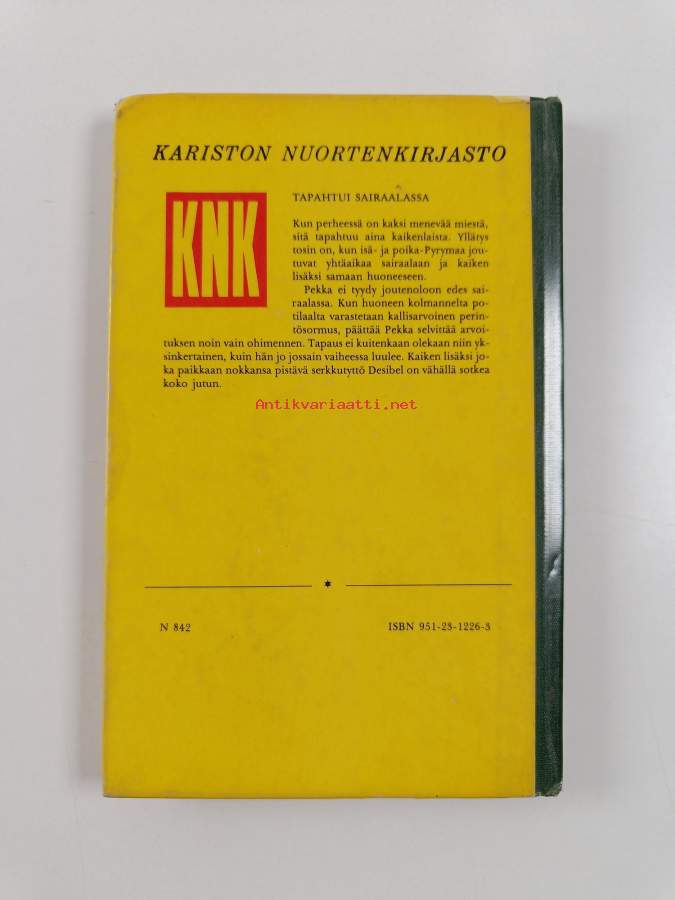 KARISTON NUORTENKIRJASTO
KNK
TAPAHTUI SAIRAALASSA
Kun perheessä on kaksi menevää miestä,
sitä tapahtuu aina kaikenlaista. Yllätys
tosin on, kun isä- ja poika-Pyrymaa jou-
tuvat yhtäaikaa sairaalaan ja kaiken
lisäksi samaan huoneeseen.
Pekka ei tyydy joutenoloon edes sai-
raalassa. Kun huoneen kolmannelta po-
tilaalta varastetaan kallisarvoinen perin-
tösormus, päättää Pekka selvittää arvoi-
tuksen noin vain ohimennen. Tapaus ei kuitenkaan olekaan niin yk-
sinkertainen, kuin hän jo jossain vaiheessa luulee. Kaiken lisäksi jo-
ka paikkaan nokkansa pistävä serkkutyttö Desibel on vähällä sotkea
koko jutun.
Antikvariaatti.net
N 842
ISBN 951-23-1226-3